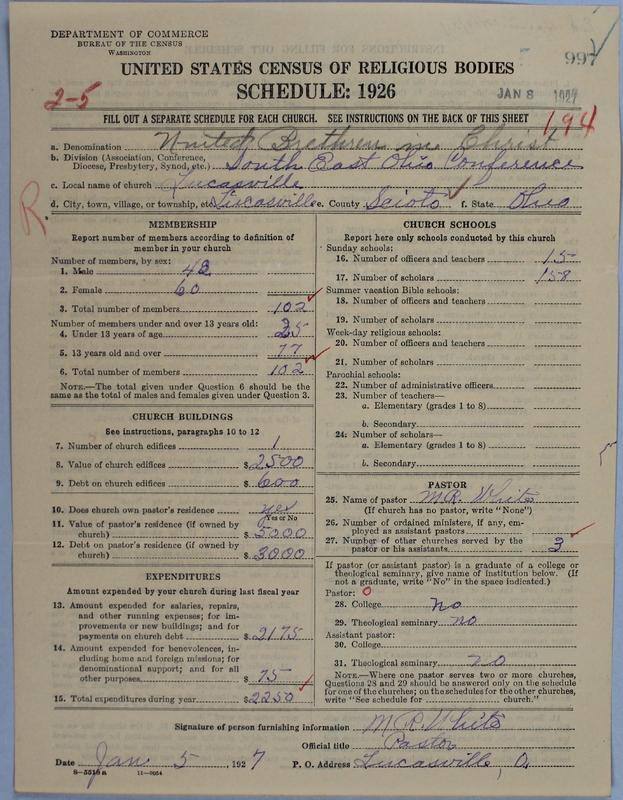 DEPARTMENT OF COMMERCE
BUREAU OF THE CENSUS
WASHINGTON
997
UNITED STATES CENSUS OF RELIGIOUS BODIES
SCHEDULE: 1926
JAN 8 1927
2-5
FILL OUT A SEPARATE SCHEDULE FOR EACH CHURCH. SEE INSTRUCTIONS ON THE BACK OF THIS SHEET
194
a. Denomination United Brethren in Christ
b. Division (Association, Conference, Diocese, Presbytery, Synod, etc.) South East Ohio Conference
c. Local name of church Lucasville
d. City, town, village, or township, etc. Lucasville e. County Scioto f. State Ohio
R
MEMBERSHIP
Report number of members according to definition of member in your church
Number of members, by sex:
1. Male 42
2. Female 60
3. Total number of members 102
Number of members under and over 13 years old:
4. Under 13 years of age 25
5. 13 years old and over 77
6. Total number of members 102
NOTE.—The total given under Question 6 should be the same as the total of males and females given under Question 3.
CHURCH BUILDINGS
See instructions, paragraphs 10 to 12
7. Number of church edifices 1
8. Value of church edifices $2500
9. Debt on church edifices $600
10. Does church own pastor's residence yes
Yes or No
11. Value of pastor's residence (if owned by church) $5000
12. Debt on pastor's residence (if owned by church) $3000
EXPENDITURES
Amount expended by your church during last fiscal year
13. Amount expended for salaries, repairs, and other running expenses; for improvements or new buildings; and for payments on church debt $2175
14. Amount expended for benevolences, including home and foreign missions; for denominational support; and for all other purposes $75
15. Total expenditures during year $2250
CHURCH SCHOOLS
Report here only schools conducted by this church
Sunday schools:
16. Number of officers and teachers 15
17. Number of scholars 158
Summer vacation Bible schools:
18. Number of officers and teachers
19. Number of scholars
Week-day religious schools:
20. Number of officers and teachers
21. Number of scholars
Parochial schools:
22. Number of administrative officers
23. Number of teachers—
a. Elementary (grades 1 to 8)
b. Secondary
24. Number of scholars—
a. Elementary (grades 1 to 8)
b. Secondary
PASTOR
25. Name of pastor M.R. White
(If church has no pastor, write "None")
26. Number of ordained ministers, if any, employed as assistant pastors
27. Number of other churches served by the pastor or his assistants 3
If pastor (or assistant pastor) is a graduate of a college or theological seminary, give name of institution below. (If not a graduate, write "No" in the space indicated.)
Pastor: 0
28. College no
29. Theological seminary no
Assistant pastor:
30. College
31. Theological seminary no
NOTE.—Where one pastor serves two or more churches, Questions 28 and 29 should be answered only on the schedule for one of the churches; on the schedules for the other churches, write "See schedule for ---------- church."
Signature of person furnishing information M R White
Official title Pastor
Date Jan 5, 1927 P. O. Address Lucasville, O.
8—5518a 11—9054